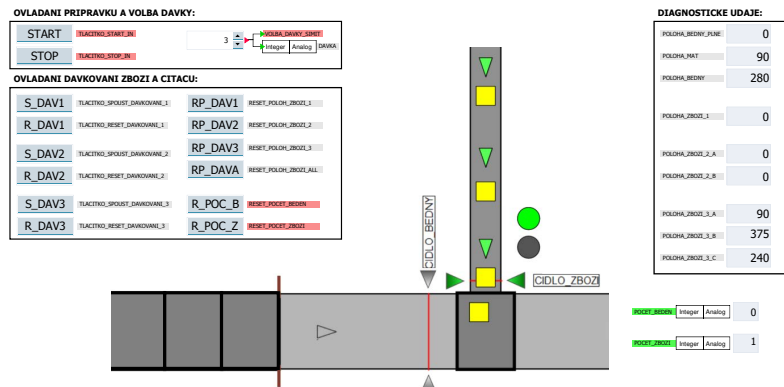 OVLADANI PRIPRAVKU A VOLBA DAVKY:
START TLACITKO_START_IN
STOP TLACITKO_STOP_IN
3 VOLBA_DAVKY_SIMIT
Integer Analog DAVKA
OVLADANI DAVKOVANI ZBOZI A CITACU:
S_DAV1 TLACITKO_SPOUST_DAVKOVANI_1 RP_DAV1 RESET_POLOH_ZBOZI_1
R_DAV1 TLACITKO_RESET_DAVKOVANI_1 RP_DAV2 RESET_POLOH_ZBOZI_2
S_DAV2 TLACITKO_SPOUST_DAVKOVANI_2 RP_DAV3 RESET_POLOH_ZBOZI_3
R_DAV2 TLACITKO_RESET_DAVKOVANI_2 RP_DAVA RESET_POLOH_ZBOZI_ALL
S_DAV3 TLACITKO_SPOUST_DAVKOVANI_3 R_POC_B RESET_POCET_BEDEN
R_DAV3 TLACITKO_RESET_DAVKOVANI_3 R_POC_Z RESET_POCET_ZBOZI
CIDLO_BEDNY
CIDLO_ZBOZI
DIAGNOSTICKE UDAJE:
POLOHA_BEDNY_PLNE 0
POLOHA_MAT 90
POLOHA_BEDNY 280
POLOHA_ZBOZI_1 0
POLOHA_ZBOZI_2_A 0
POLOHA_ZBOZI_2_B 0
POLOHA_ZBOZI_3_A 90
POLOHA_ZBOZI_3_B 375
POLOHA_ZBOZI_3_C 240
POCET_BEDEN Integer Analog 0
POCET_ZBOZI Integer Analog 1